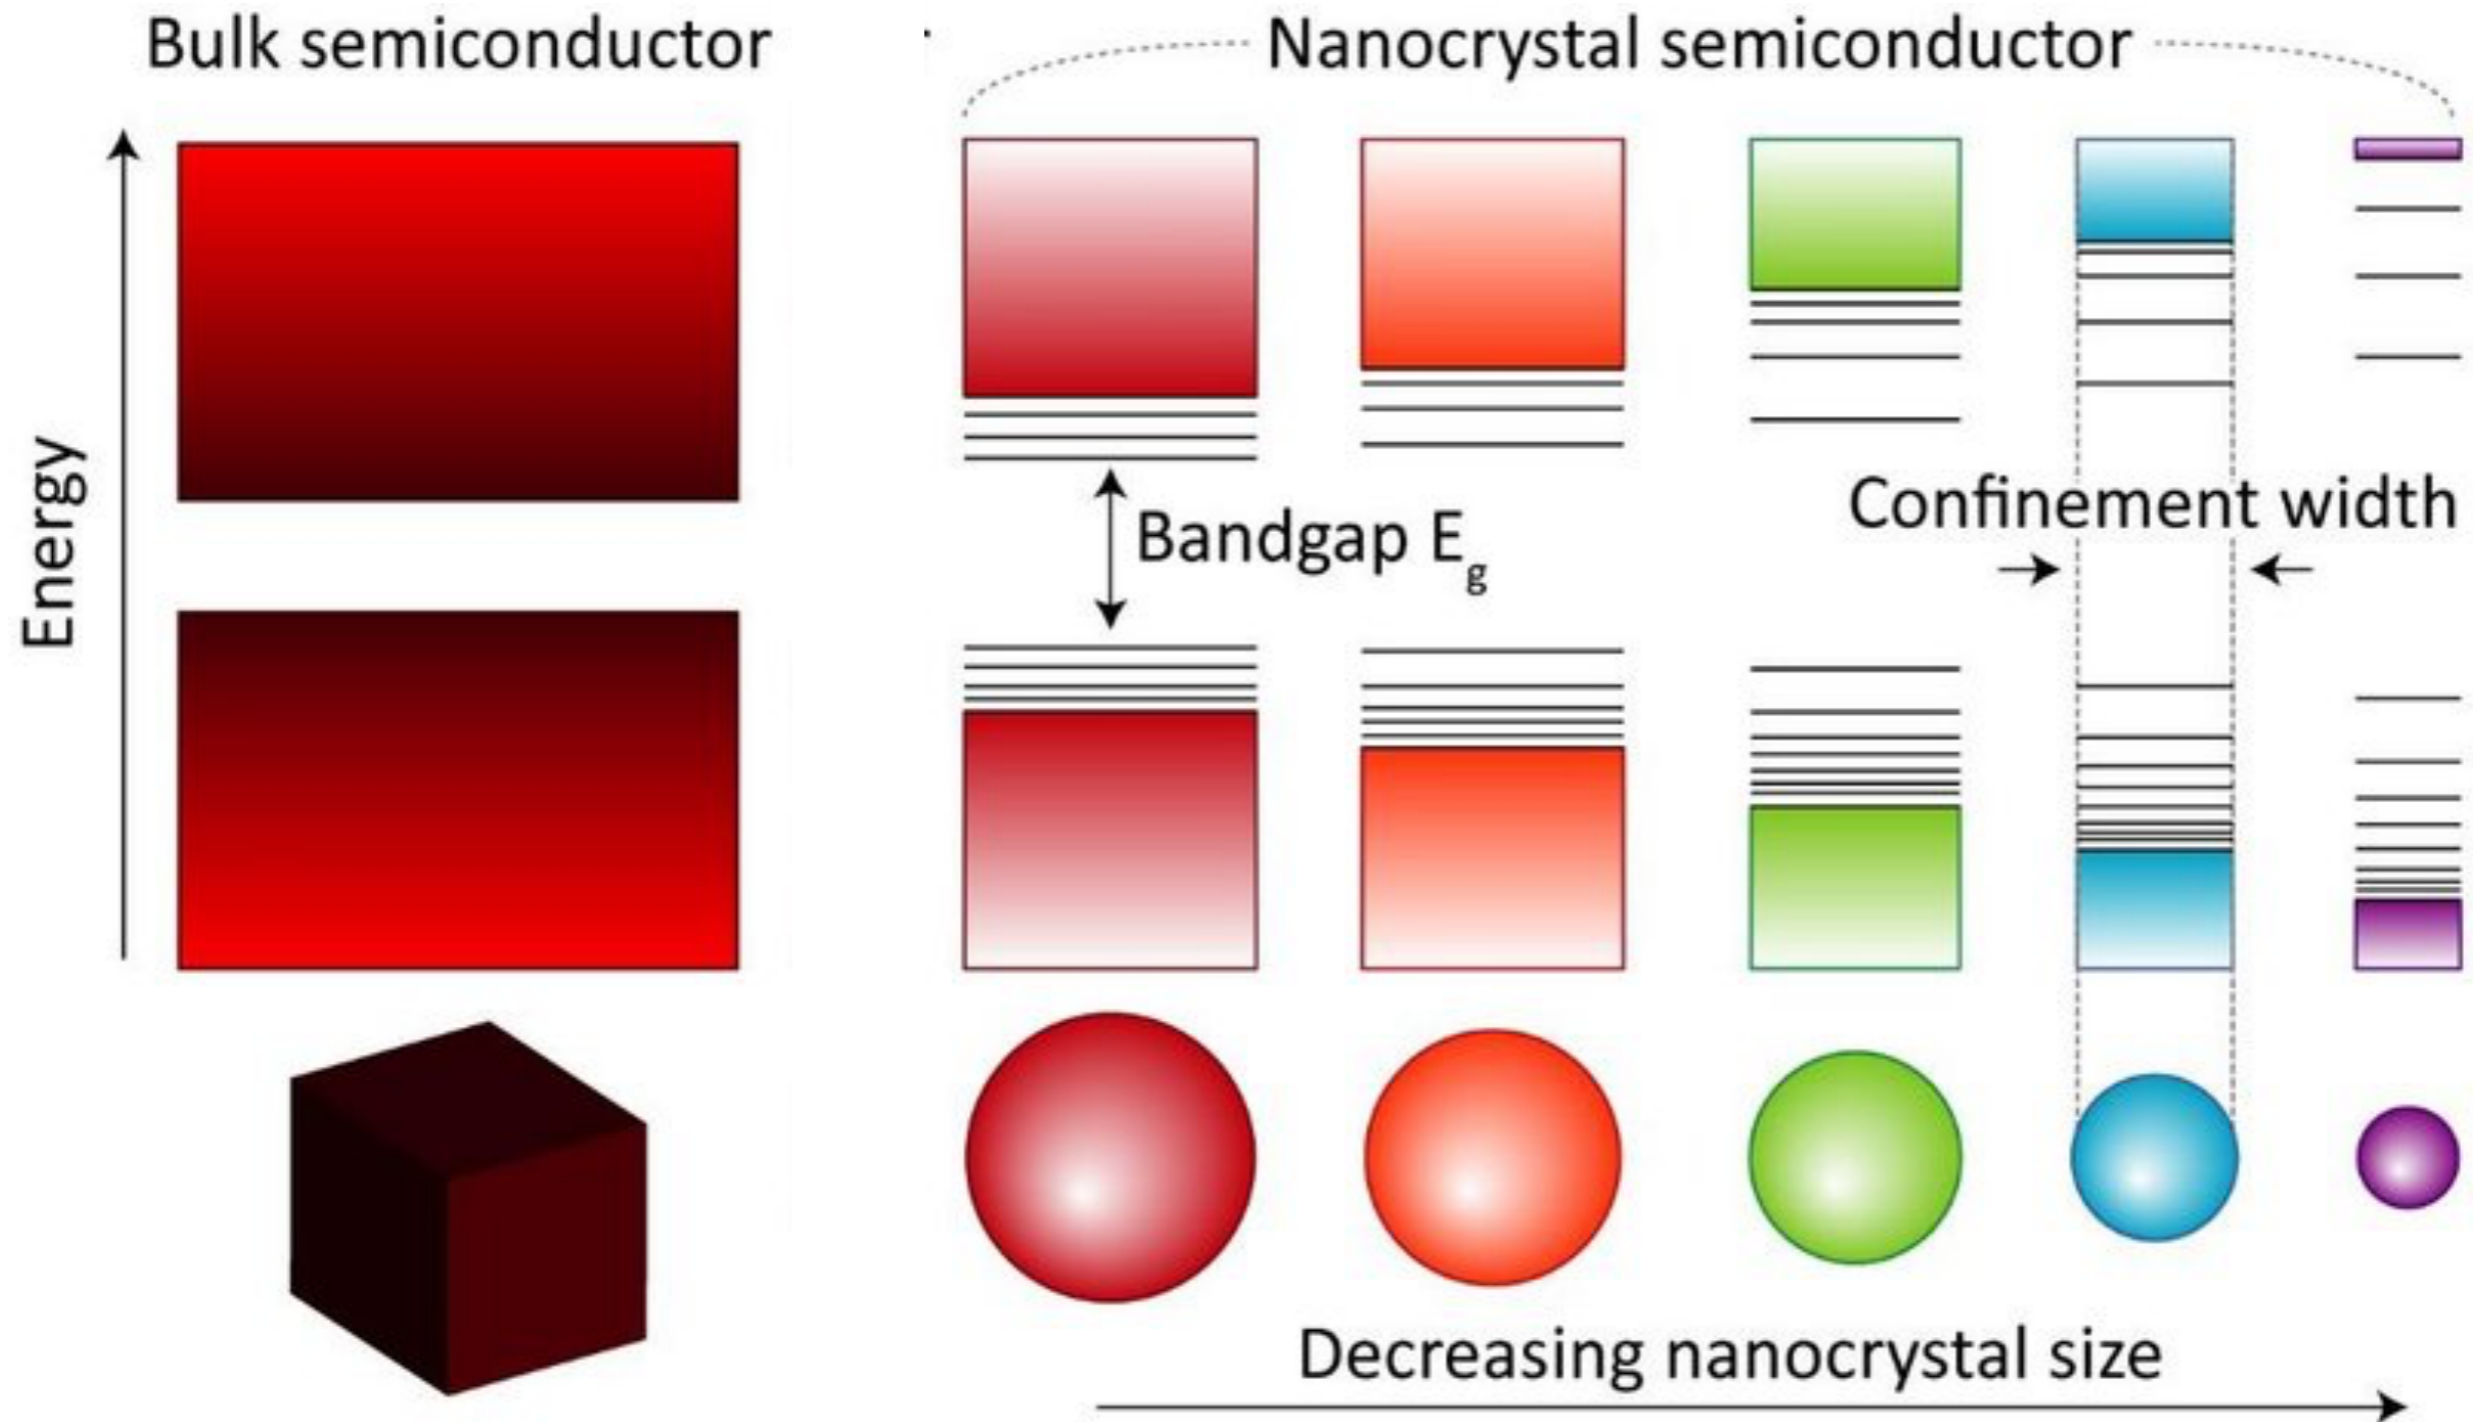 Bulk semiconductor
Nanocrystal semiconductor
Energy
Bandgap Eg
Confinement width
Decreasing nanocrystal size